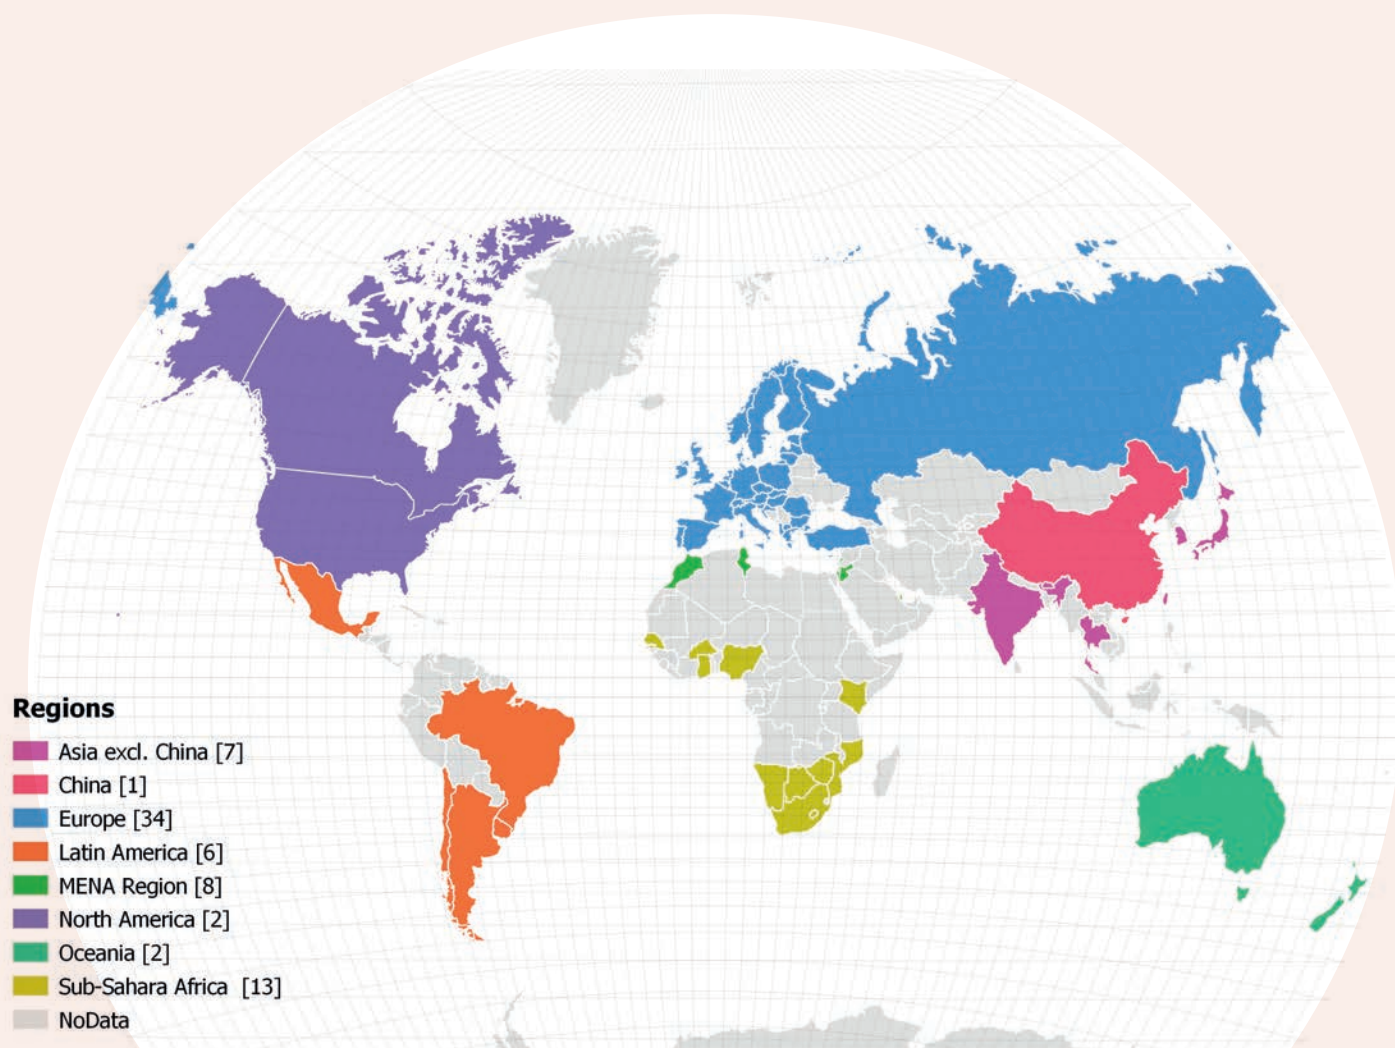 Regions
Asia excl. China [7]
China [1]
Europe [34]
Latin America [6]
MENA Region [8]
North America [2]
Oceania [2]
Sub-Sahara Africa [13]
NoData